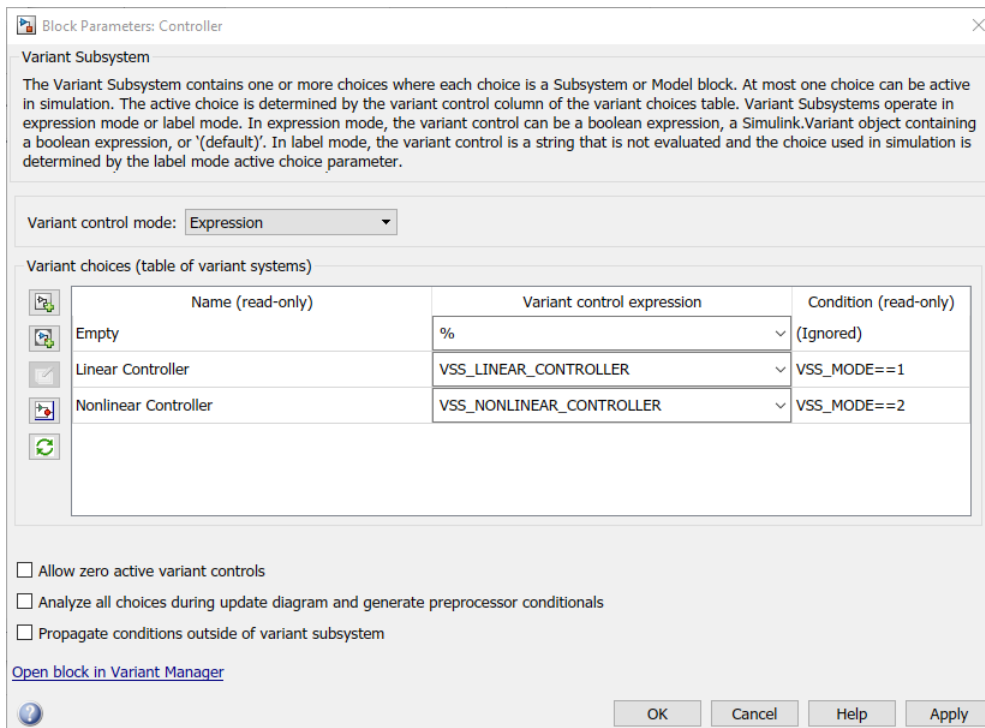 Block Parameters: Controller
Variant Subsystem
The Variant Subsystem contains one or more choices where each choice is a Subsystem or Model block. At most one choice can be active
in simulation. The active choice is determined by the variant control column of the variant choices table. Variant Subsystems operate in
expression mode or label mode. In expression mode, the variant control can be a boolean expression, a Simulink.Variant object containing
a boolean expression, or '(default)'. In label mode, the variant control is a string that is not evaluated and the choice used in simulation is
determined by the label mode active choice parameter.
Variant control mode: Expression
Variant choices (table of variant systems)
Name (read-only) Variant control expression Condition (read-only)
Empty % (Ignored)
Linear Controller VSS_LINEAR_CONTROLLER VSS_MODE==1
Nonlinear Controller VSS_NONLINEAR_CONTROLLER VSS_MODE==2
Allow zero active variant controls
Analyze all choices during update diagram and generate preprocessor conditionals
Propagate conditions outside of variant subsystem
Open block in Variant Manager
? OK Cancel Help Apply